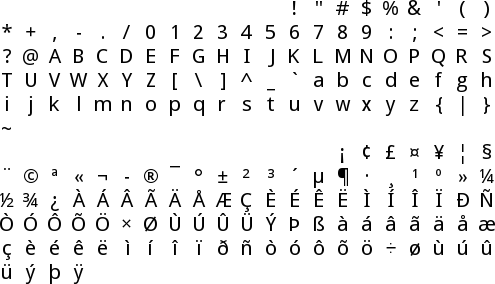 ! " # $ % & ' ( )
* + , - . / 0 1 2 3 4 5 6 7 8 9 : ; < = >
? @ A B C D E F G H I J K L M N O P Q R S
T U V W X Y Z [ \ ] ^ _ ` a b c d e f g h
i j k l m n o p q r s t u v w x y z { | }
~
¡ ¢ £ ¤ ¥ ¦ §
¨ © ª « ¬ - ® ¯ ° ± ² ³ ´ µ ¶ · ¸ ¹ º » ¼
½ ¾ ¿ À Á Â Ã Ä Å Æ Ç È É Ê Ë Ì Í Î Ï Ð Ñ
Ò Ó Ô Õ Ö × Ø Ù Ú Û Ü Ý Þ ß à á â ã ä å æ
ç è é ê ë ì í î ï ð ñ ò ó ô õ ö ÷ ø ù ú û
ü ý þ ÿ